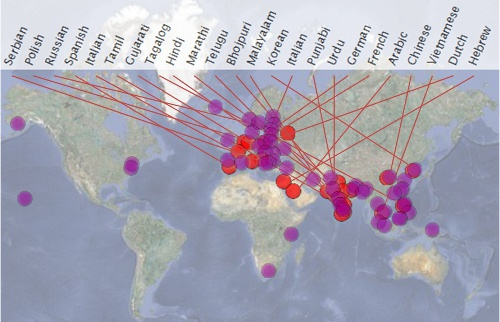 Serbian
Polish
Russian
Spanish
Italian
Tamil
Gujarati
Tagalog
Hindi
Marathi
Telugu
Bhojpuri
Malayalam
Korean
Italian
Punjabi
Urdu
German
French
Arabic
Chinese
Vietnamese
Dutch
Hebrew